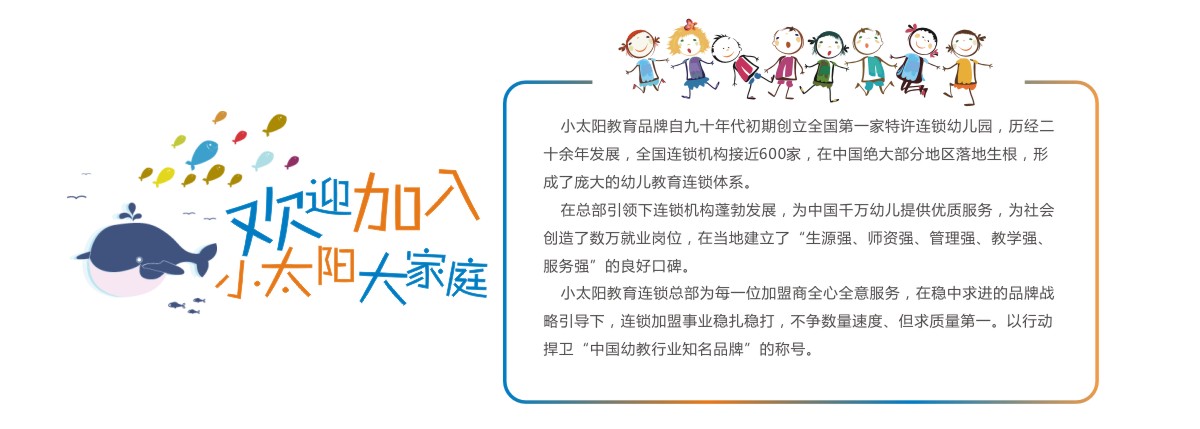 欢迎加入
小太阳大家庭
小太阳教育品牌自九十年代初期创立全国第一家特许连锁幼儿园，历经二
十余年发展，全国连锁机构接近600家，在中国绝大部分地区落地生根，形
成了庞大的幼儿教育连锁体系。
在总部引领下连锁机构蓬勃发展，为中国千万幼儿提供优质服务，为社会
创造了数万就业岗位，在当地建立了“生源强、师资强、管理强、教学强、
服务强”的良好口碑。
小太阳教育连锁总部为每一位加盟商全心全意服务，在稳中求进的品牌战
略引导下，连锁加盟事业稳扎稳打，不争数量速度、但求质量第一。以行动
捍卫“中国幼教行业知名品牌”的称号。